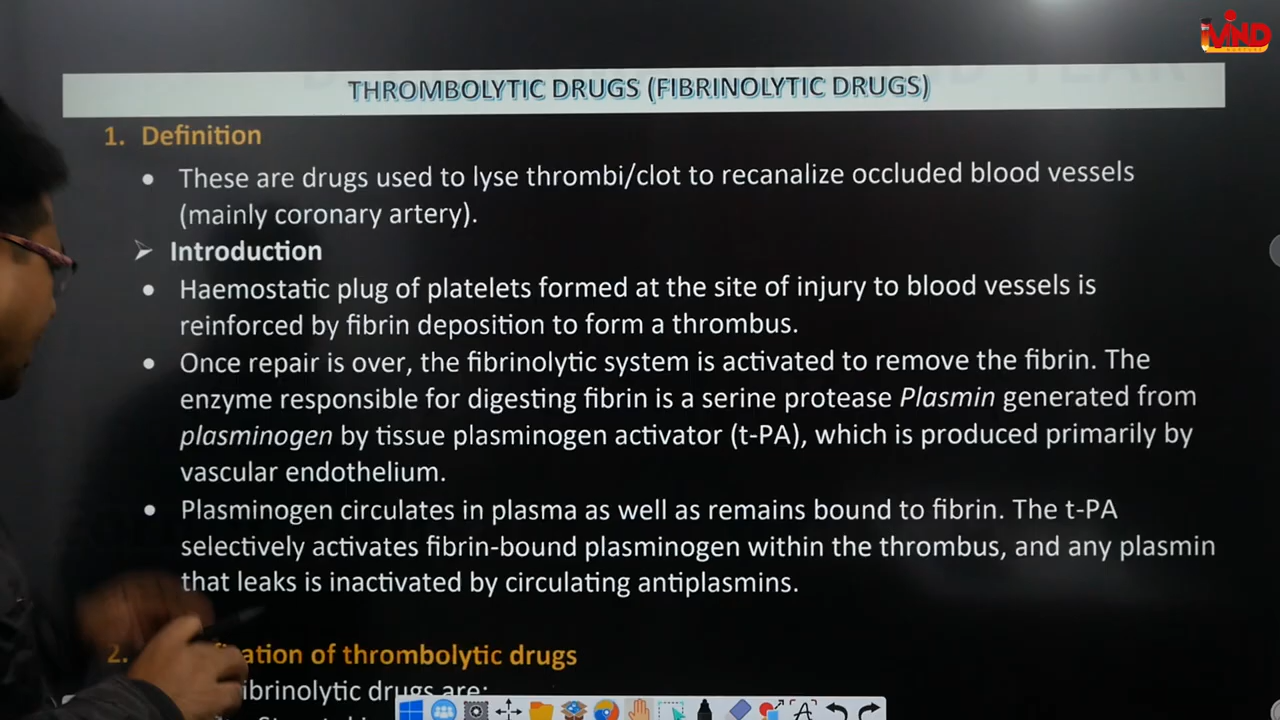 MIND
THROMBOLYTIC DRUGS (FIBRINOLYTIC DRUGS)
1. Definition
• These are drugs used to lyse thrombi/clot to recanalize occluded blood vessels
(mainly coronary artery).
➢ Introduction
• Haemostatic plug of platelets formed at the site of injury to blood vessels is
reinforced by fibrin deposition to form a thrombus.
• Once repair is over, the fibrinolytic system is activated to remove the fibrin. The
enzyme responsible for digesting fibrin is a serine protease Plasmin generated from
plasminogen by tissue plasminogen activator (t-PA), which is produced primarily by
vascular endothelium.
• Plasminogen circulates in plasma as well as remains bound to fibrin. The t-PA
selectively activates fibrin-bound plasminogen within the thrombus, and any plasmin
that leaks is inactivated by circulating antiplasmins.
2. of thrombolytic drugs
drugs are: